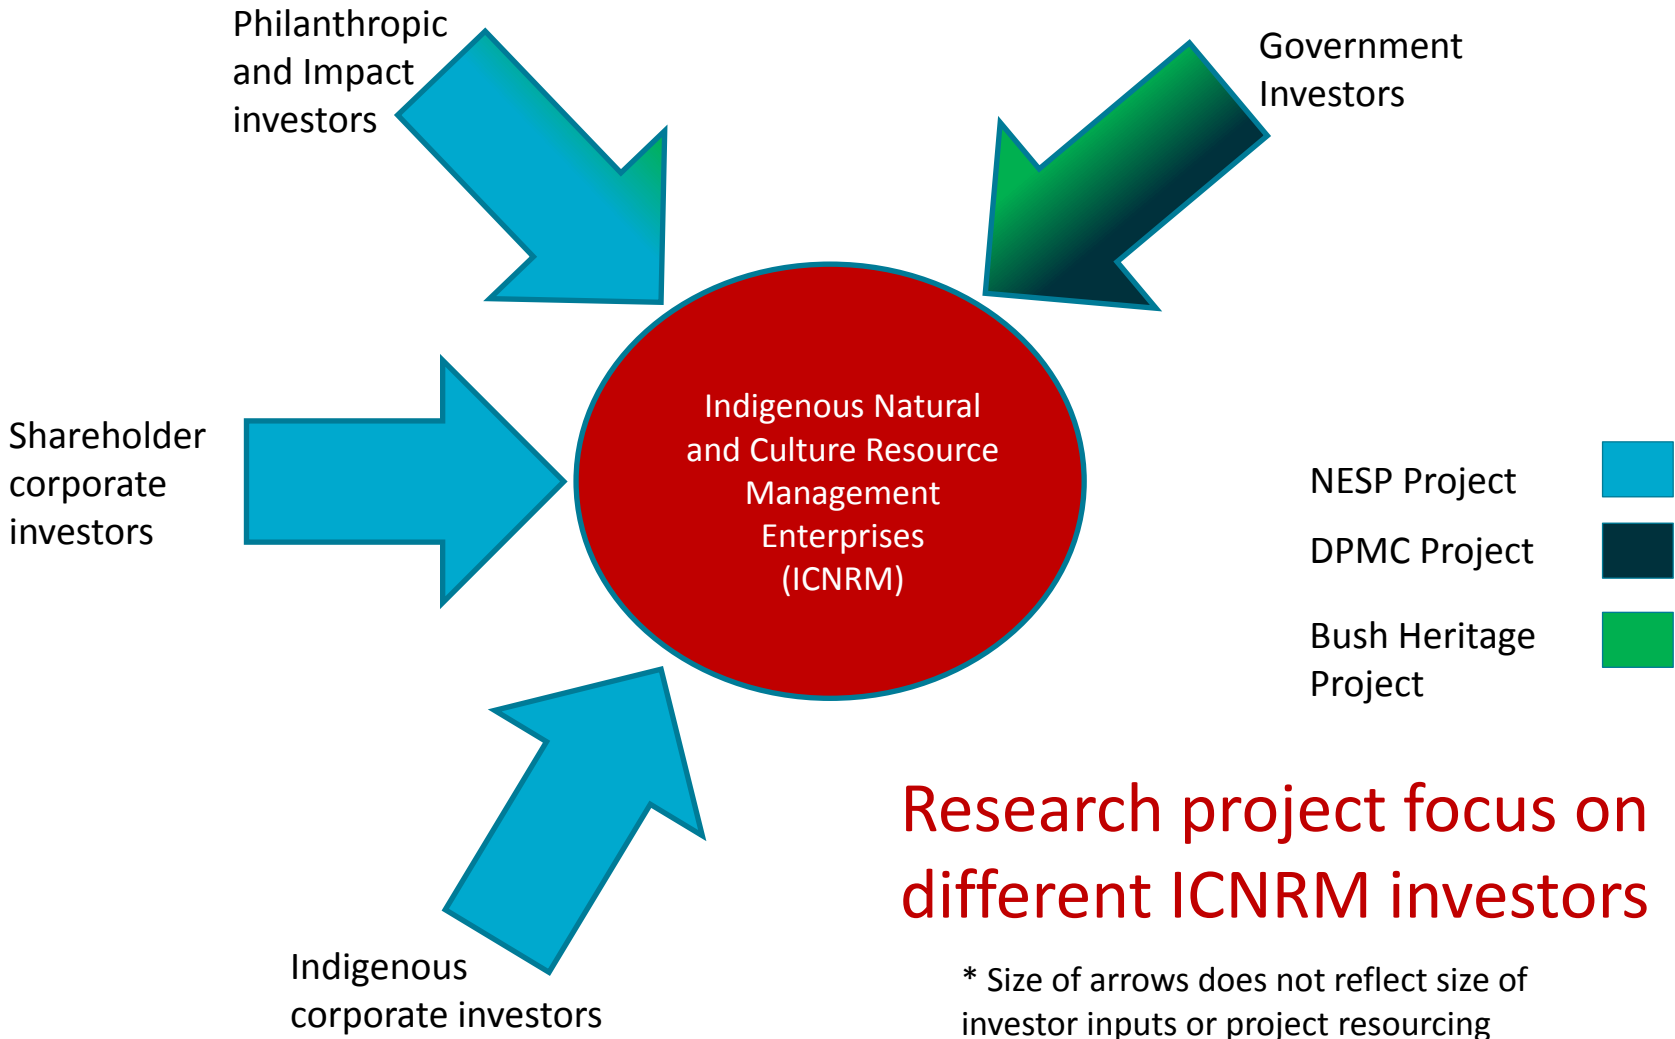 Philanthropic
and Impact
investors
Government
Investors
Shareholder
corporate
investors
Indigenous Natural
and Culture Resource
Management
Enterprises
(ICNRM)
NESP Project
DPMC Project
Bush Heritage
Project
Research project focus on
different ICNRM investors
Indigenous
corporate investors
* Size of arrows does not reflect size of
investor inputs or project resourcing